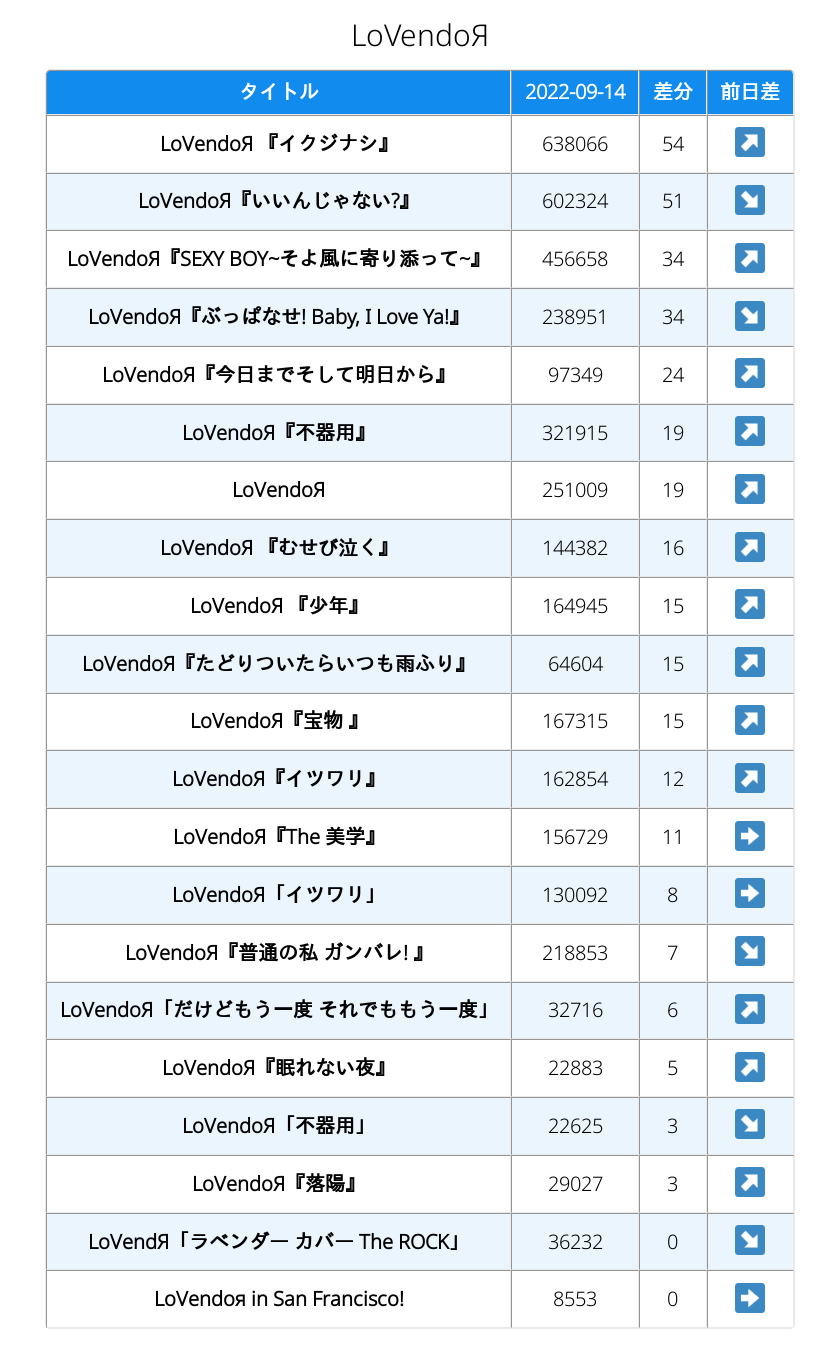 LoVendoЯ
タイトル 2022-09-14 差分 前日差
LoVendoЯ 『イクジナシ』 638066 54 ↗
LoVendoЯ『いいんじゃない?』 602324 51 ↘
LoVendoЯ『SEXY BOY~そよ風に寄り添って~』 456658 34 ↗
LoVendoЯ『ぶっぱなせ! Baby, I Love Ya!』 238951 34 ↘
LoVendoЯ『今日までそして明日から』 97349 24 ↗
LoVendoЯ『不器用』 321915 19 ↗
LoVendoЯ 251009 19 ↗
LoVendoЯ 『むせび泣く』 144382 16 ↗
LoVendoЯ 『少年』 164945 15 ↗
LoVendoЯ『たどりついたらいつも雨ふり』 64604 15 ↗
LoVendoЯ『宝物 』 167315 15 ↗
LoVendoЯ『イツワリ』 162854 12 ↗
LoVendoЯ『The 美学』 156729 11 ➡
LoVendoЯ「イツワリ」 130092 8 ➡
LoVendoЯ『普通の私 ガンバレ! 』 218853 7 ↘
LoVendoЯ「だけどもう一度 それでももう一度」 32716 6 ↗
LoVendoЯ『眠れない夜』 22883 5 ↗
LoVendoЯ「不器用」 22625 3 ↘
LoVendoЯ『落陽』 29027 3 ↗
LoVendЯ「ラベンダー カバー The ROCK」 36232 0 ↘
LoVendoя in San Francisco! 8553 0 ➡